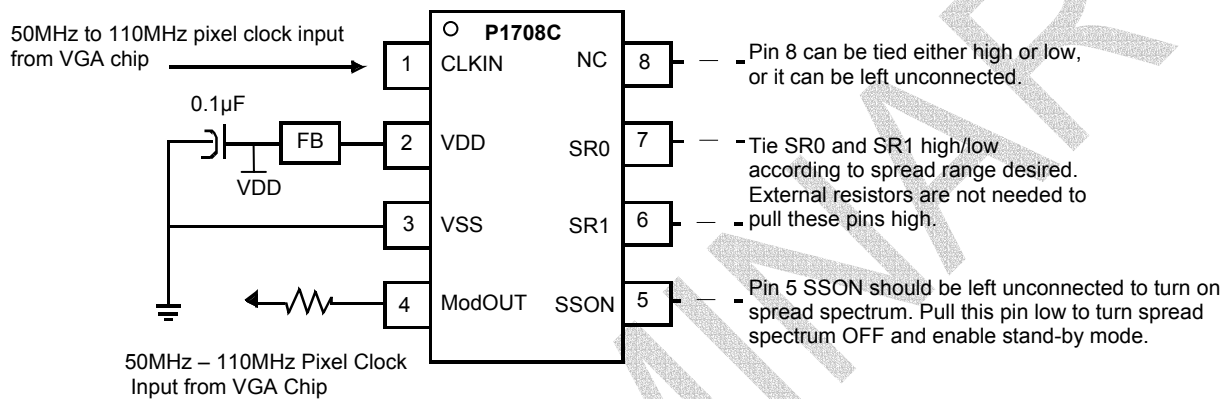 50MHz to 110MHz pixel clock input
from VGA chip
P1708C
1 CLKIN
NC 8
Pin 8 can be tied either high or low,
or it can be left unconnected.
0.1µF
FB
VDD
2 VDD
SR0 7
Tie SR0 and SR1 high/low
according to spread range desired.
External resistors are not needed to
pull these pins high.
3 VSS
SR1 6
4 ModOUT
SSON 5
Pin 5 SSON should be left unconnected to turn on
spread spectrum. Pull this pin low to turn spread
spectrum OFF and enable stand-by mode.
50MHz – 110MHz Pixel Clock
Input from VGA Chip
MINAR